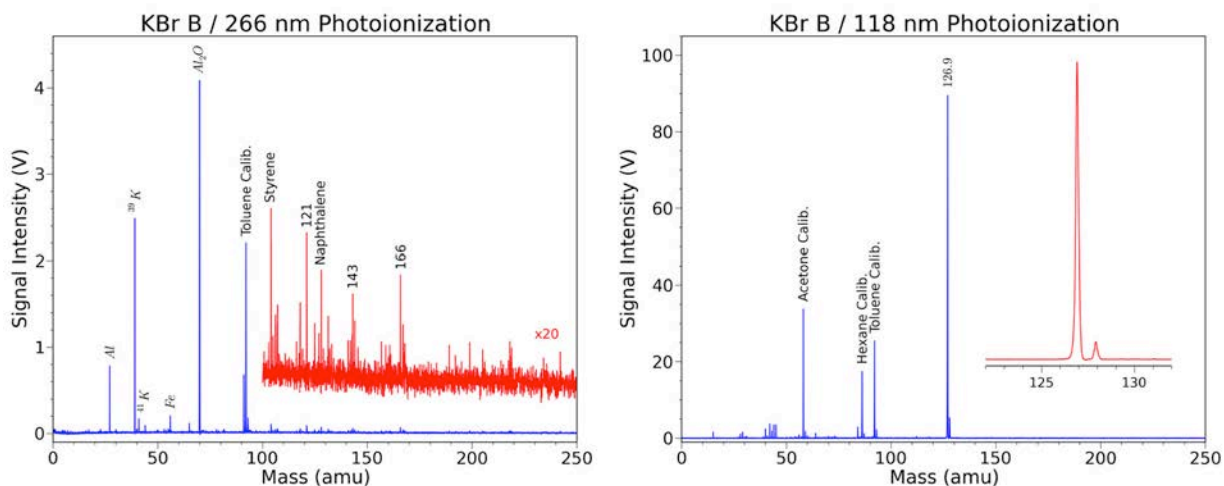 KBr B / 266 nm Photoionization
Signal Intensity (V)
4
3
2
1
0
Al
³⁹K
⁴¹K
Fe
Al₂O
Toluene Calib.
Styrene
121
Naphthalene
143
166
x20
0 50 100 150 200 250
Mass (amu)
KBr B / 118 nm Photoionization
Signal Intensity (V)
100
80
60
40
20
0
Acetone Calib.
Hexane Calib.
Toluene Calib.
126.9
125 130
0 50 100 150 200 250
Mass (amu)